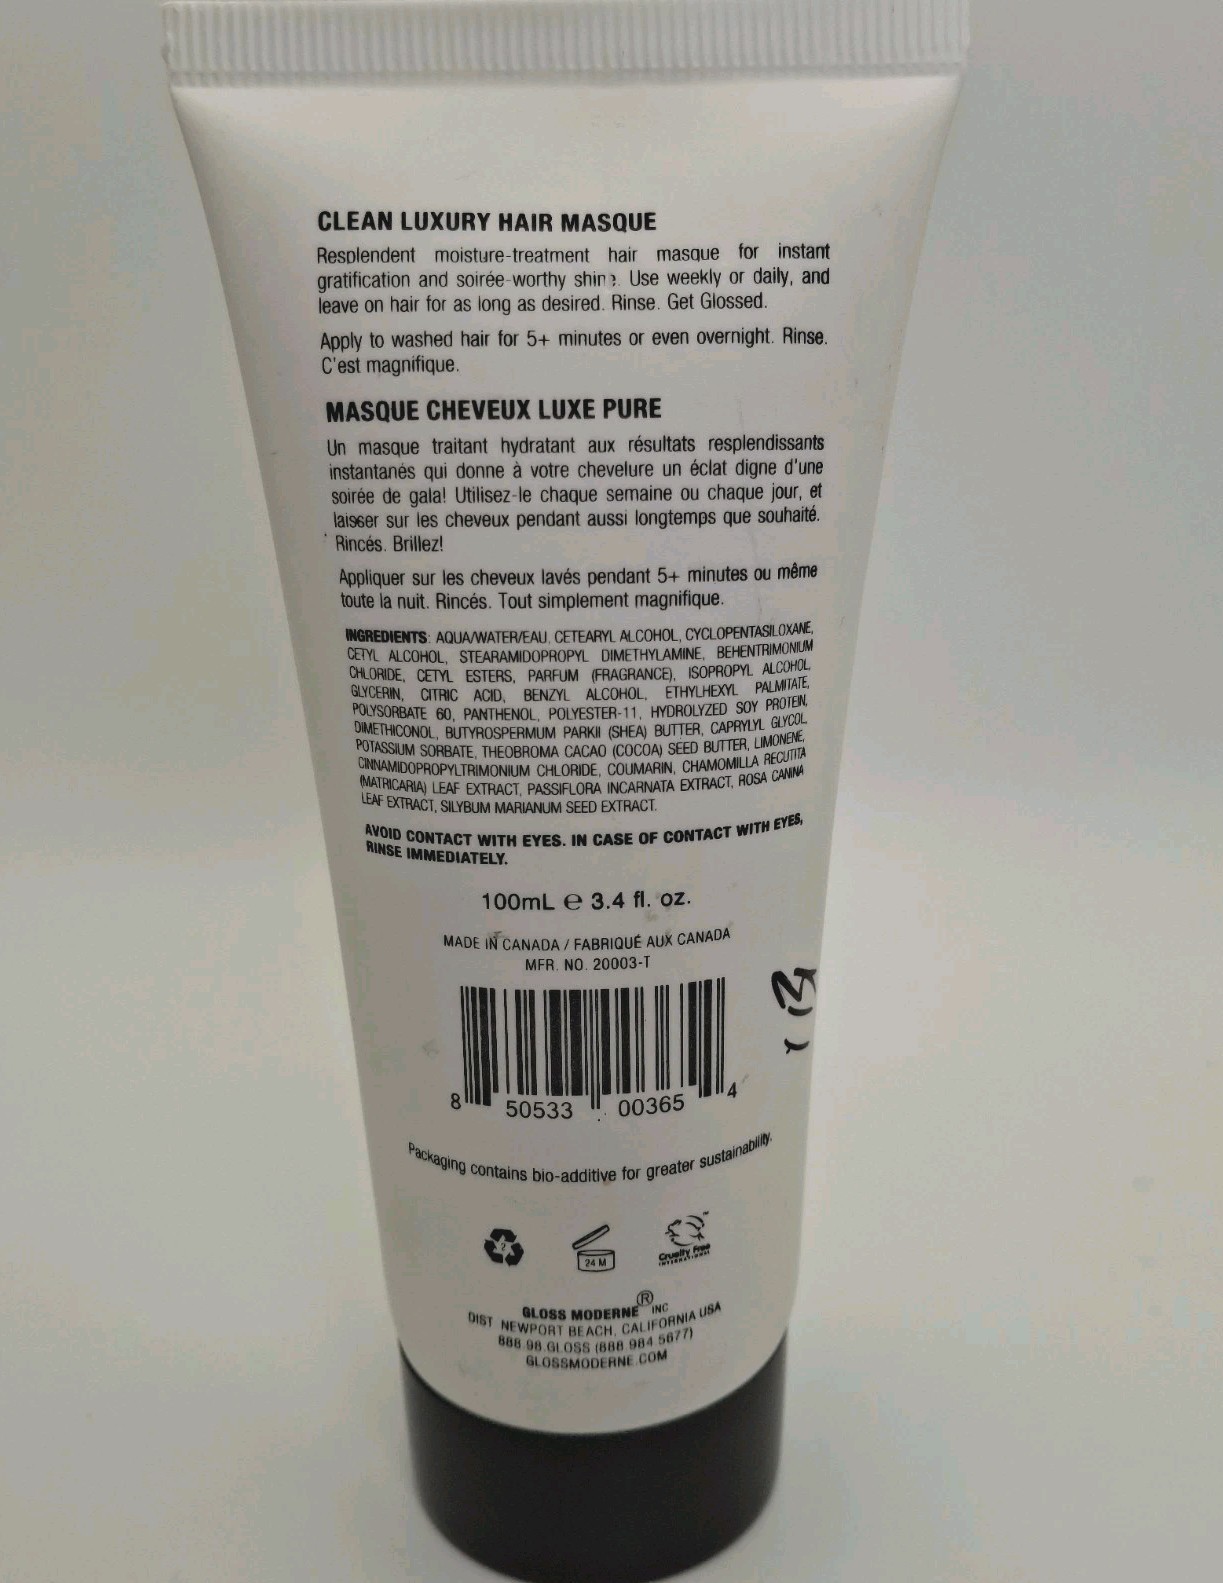 CLEAN LUXURY HAIR MASQUE
Resplendent moisture-treatment hair masque for instant
gratification and soirée-worthy shine. Use weekly or daily, and
leave on hair for as long as desired. Rinse. Get Glossed.
Apply to washed hair for 5+ minutes or even overnight. Rinse.
C'est magnifique.
MASQUE CHEVEUX LUXE PURE
Un masque traitant hydratant aux résultats resplendissants
instantanés qui donne à votre chevelure un éclat digne d'une
soirée de gala! Utilisez-le chaque semaine ou chaque jour, et
laisser sur les cheveux pendant aussi longtemps que souhaité.
Rincés. Brillez!
Appliquer sur les cheveux lavés pendant 5+ minutes ou même
toute la nuit. Rincés. Tout simplement magnifique.
INGREDIENTS: AQUA/WATER/EAU, CETEARYL ALCOHOL, CYCLOPENTASILOXANE,
CETYL ALCOHOL, STEARAMIDOPROPYL DIMETHYLAMINE, BEHENTRIMONIUM
CHLORIDE, CETYL ESTERS, PARFUM (FRAGRANCE), ISOPROPYL ALCOHOL,
GLYCERIN, CITRIC ACID, BENZYL ALCOHOL, ETHYLHEXYL PALMITATE,
POLYSORBATE 60, PANTHENOL, POLYESTER-11, HYDROLYZED SOY PROTEIN,
DIMETHICONOL, BUTYROSPERMUM PARKII (SHEA) BUTTER, CAPRYLYL GLYCOL,
POTASSIUM SORBATE, THEOBROMA CACAO (COCOA) SEED BUTTER, LIMONENE,
CINNAMIDOPROPYLTRIMONIUM CHLORIDE, COUMARIN, CHAMOMILLA RECUTITA
(MATRICARIA) LEAF EXTRACT, PASSIFLORA INCARNATA EXTRACT, ROSA CANINA
LEAF EXTRACT, SILYBUM MARIANUM SEED EXTRACT.
AVOID CONTACT WITH EYES. IN CASE OF CONTACT WITH EYES,
RINSE IMMEDIATELY.
100mL e 3.4 fl. oz.
MADE IN CANADA / FABRIQUÉ AUX CANADA
MFR. NO. 20003-T
8 50533 00365 4
Packaging contains bio-additive for greater sustainability.
2
24 M
Cruelty Free™
INTERNATIONAL
GLOSS MODERNE® INC
DIST NEWPORT BEACH, CALIFORNIA USA
888.98.GLOSS (888.984.5677)
GLOSSMODERNE.COM